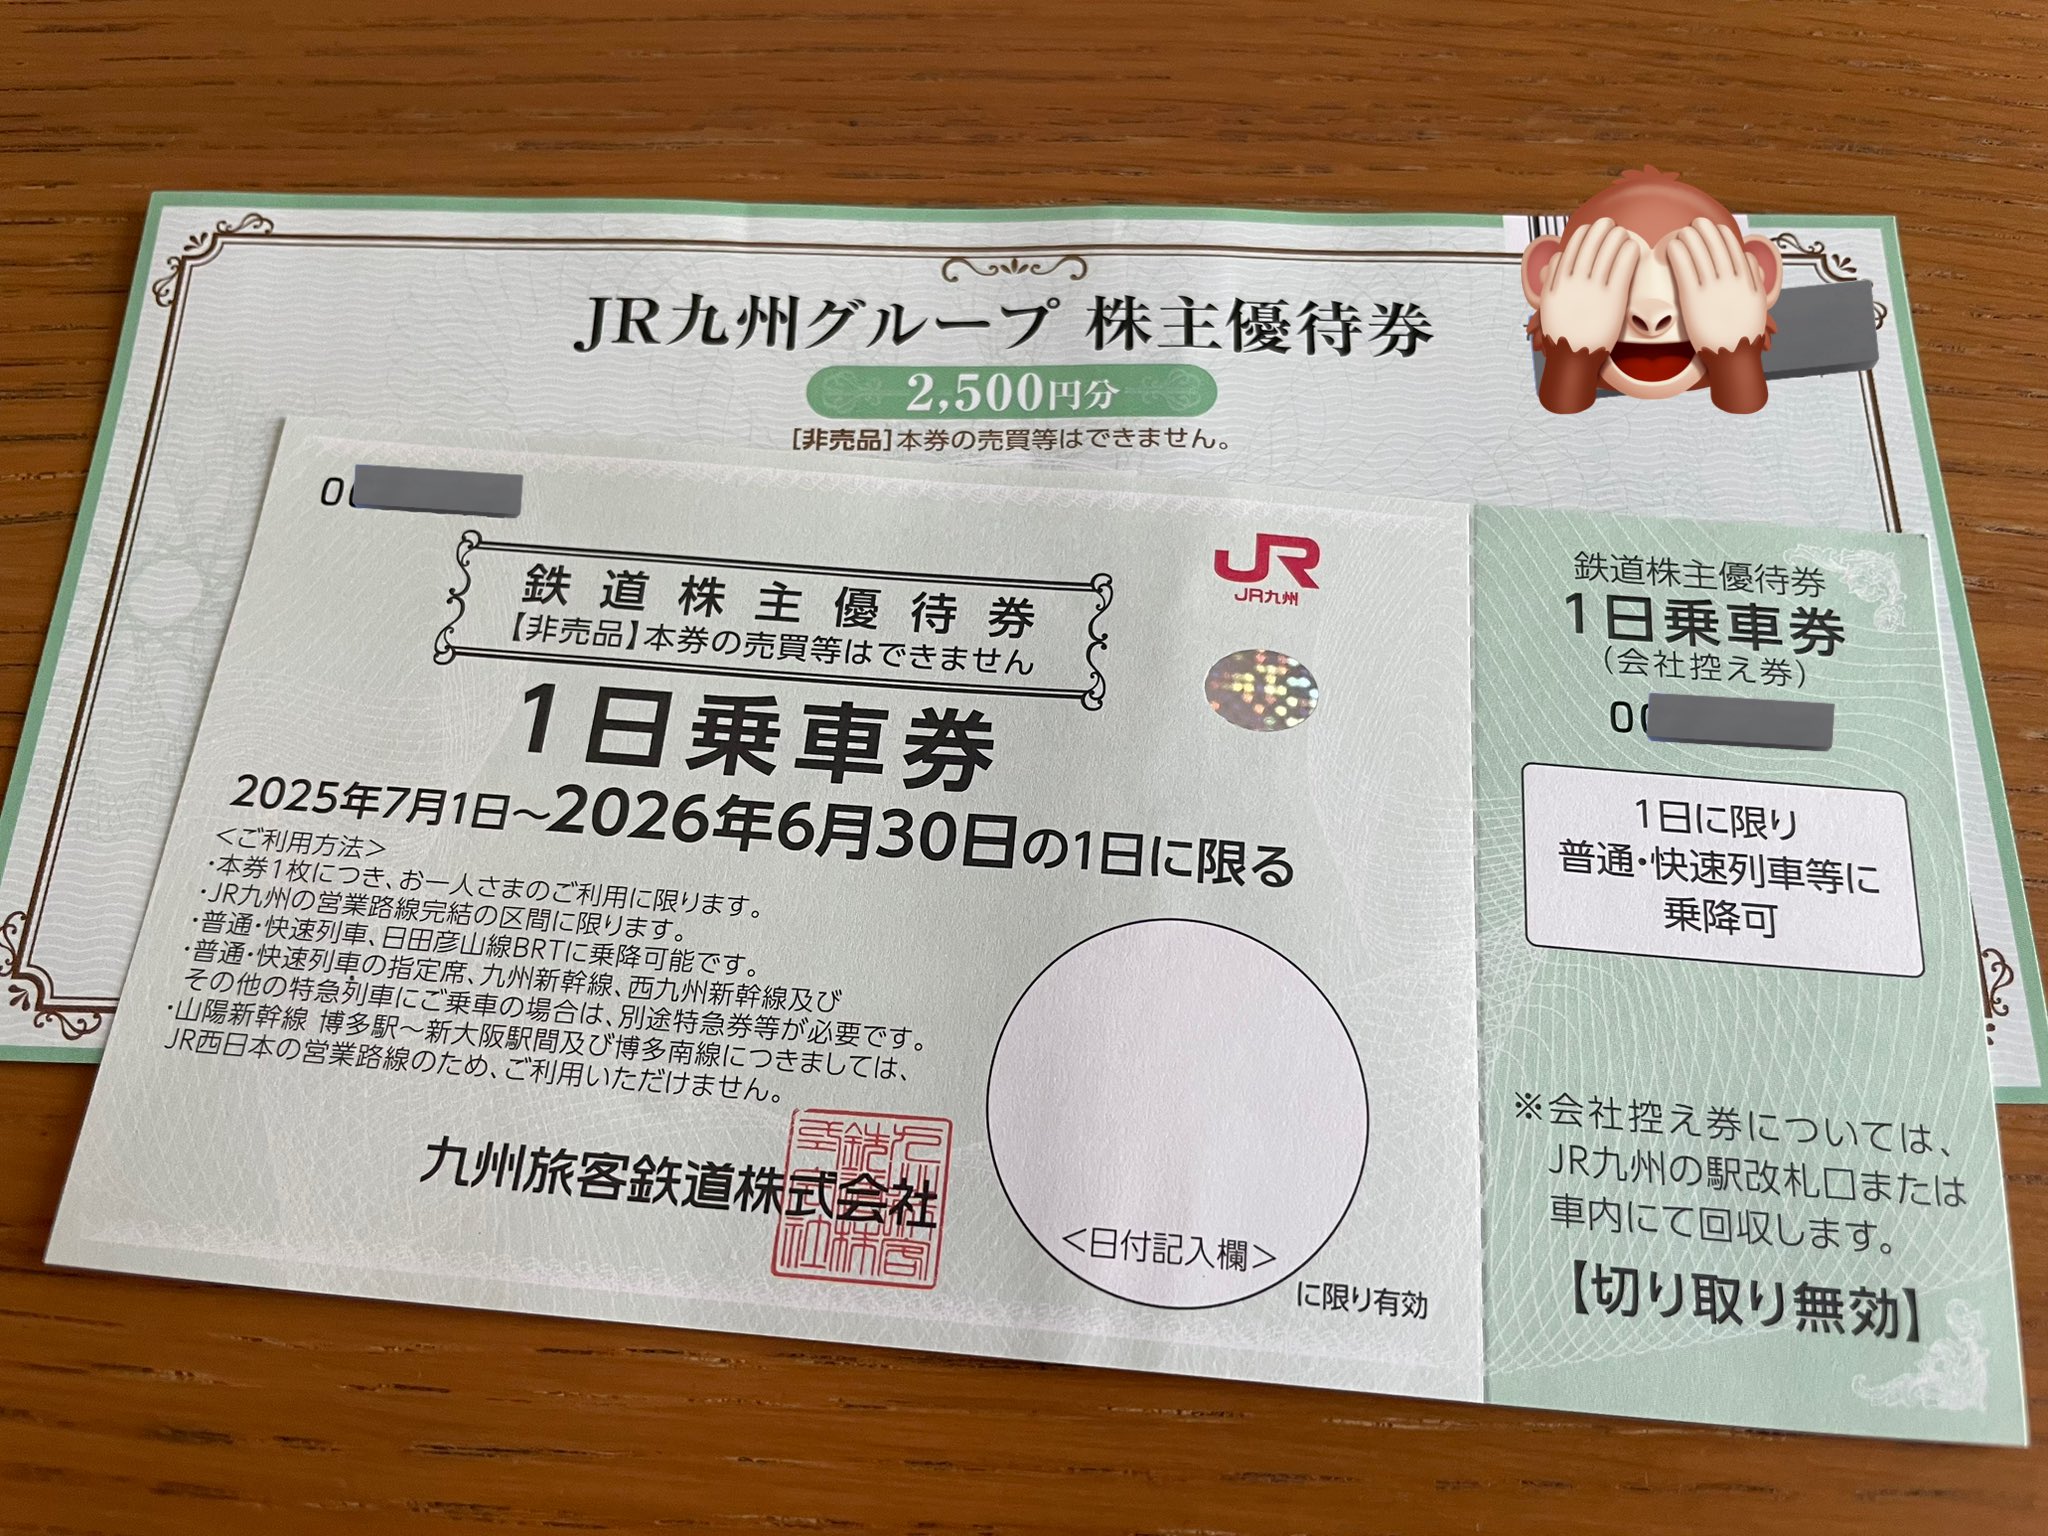 JR九州グループ 株主優待券
2,500円分
[非売品]本券の売買等はできません。
鉄道株主優待券
【非売品】本券の売買等はできません
1日乗車券
2025年7月1日～2026年6月30日の1日に限る
＜ご利用方法＞
・本券1枚につき、お一人さまのご利用に限ります。
・JR九州の営業路線完結の区間に限ります。
・普通・快速列車、日田彦山線BRTに乗降可能です。
・普通・快速列車の指定席、九州新幹線、西九州新幹線及び
その他の特急列車にご乗車の場合は、別途特急券等が必要です。
・山陽新幹線 博多駅～新大阪駅間及び博多南線につきましては、
JR西日本の営業路線のため、ご利用いただけません。
九州旅客鉄道株式会社
JR
JR九州
＜日付記入欄＞
に限り有効
鉄道株主優待券
1日乗車券
（会社控え券）
1日に限り
普通・快速列車等に
乗降可
※会社控え券については、
JR九州の駅改札口または
車内にて回収します。
【切り取り無効】